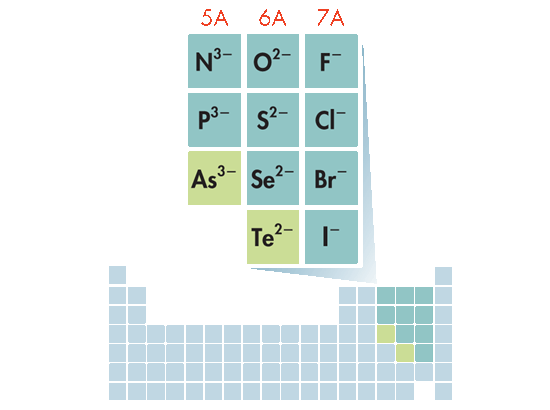 5A 6A 7A
N³⁻ O²⁻ F⁻
P³⁻ S²⁻ Cl⁻
As³⁻ Se²⁻ Br⁻
Te²⁻ I⁻